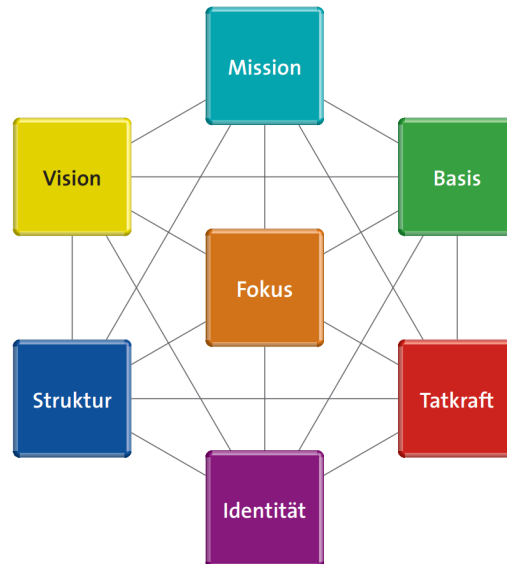 Mission
Vision
Basis
Fokus
Struktur
Tatkraft
Identität